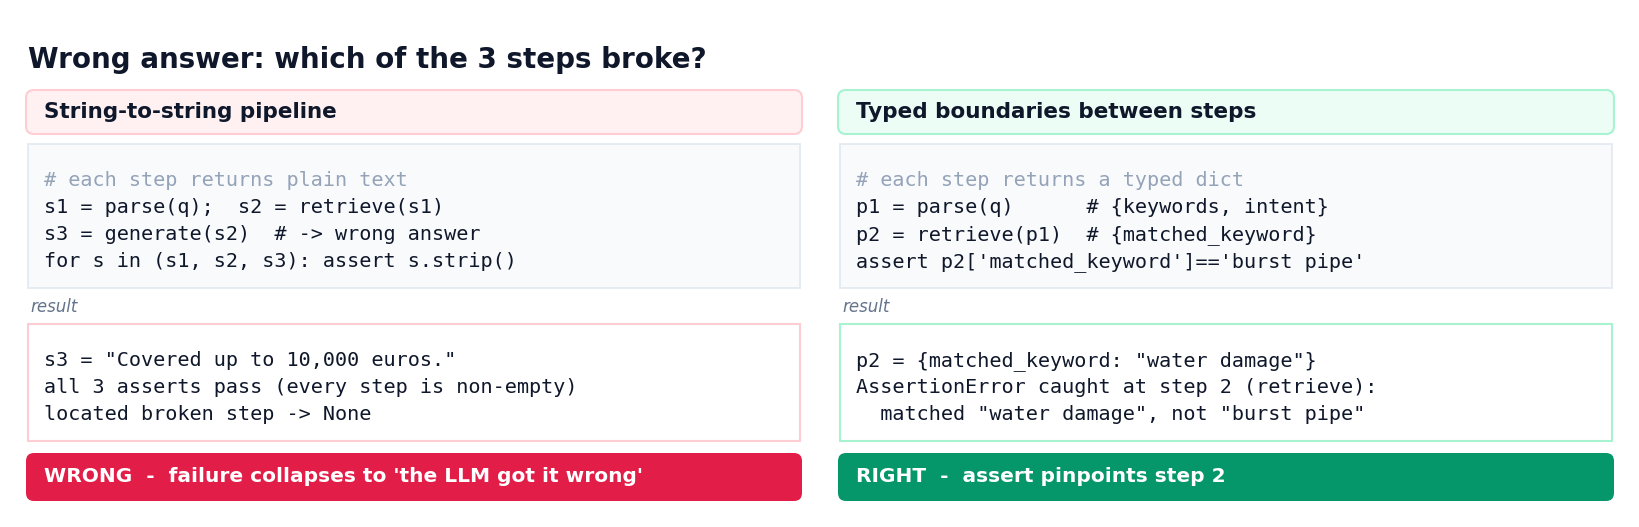 Wrong answer: which of the 3 steps broke?
String-to-string pipeline
# each step returns plain text
s1 = parse(q);  s2 = retrieve(s1)
s3 = generate(s2)  # -> wrong answer
for s in (s1, s2, s3): assert s.strip()
result
s3 = "Covered up to 10,000 euros."
all 3 asserts pass (every step is non-empty)
located broken step -> None
WRONG  -  failure collapses to 'the LLM got it wrong'
Typed boundaries between steps
# each step returns a typed dict
p1 = parse(q)      # {keywords, intent}
p2 = retrieve(p1)  # {matched_keyword}
assert p2['matched_keyword']=='burst pipe'
result
p2 = {matched_keyword: "water damage"}
AssertionError caught at step 2 (retrieve):
  matched "water damage", not "burst pipe"
RIGHT  -  assert pinpoints step 2